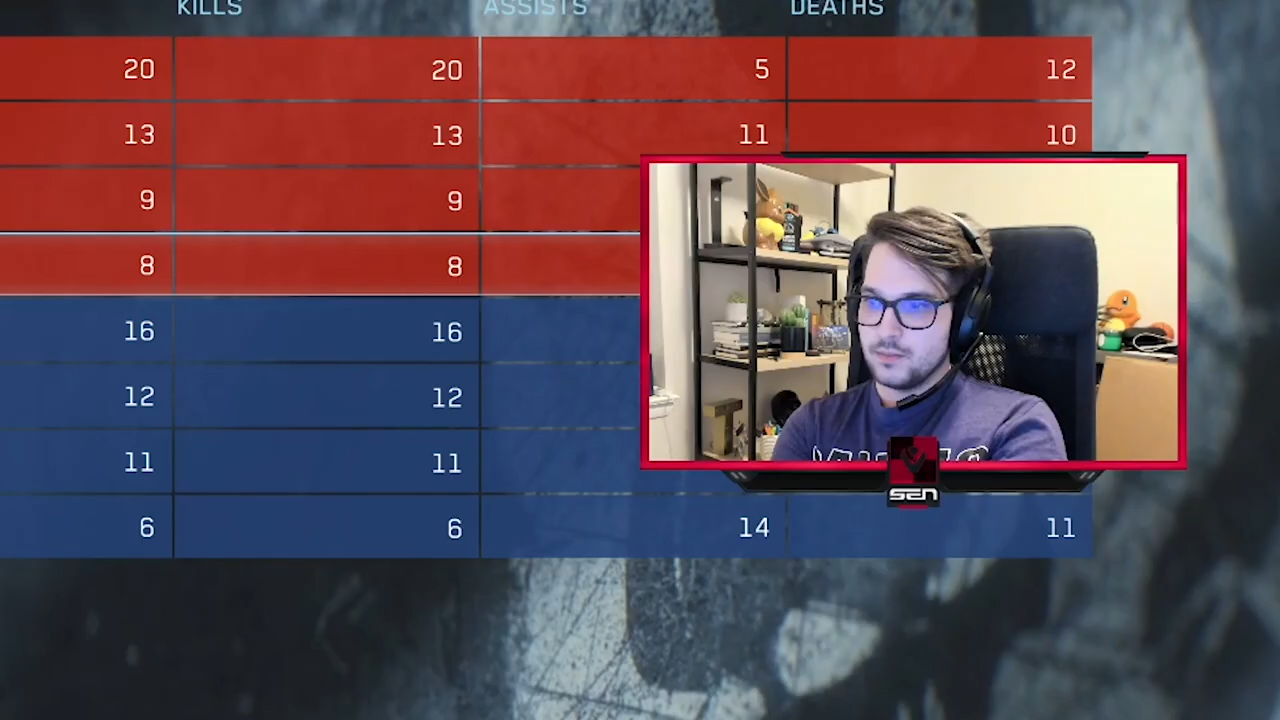 KILLS ASSISTS DEATHS
20 20 5 12
13 13 11 10
9 9
8 8
16 16
12 12
11 11
6 6 14 11
SEN